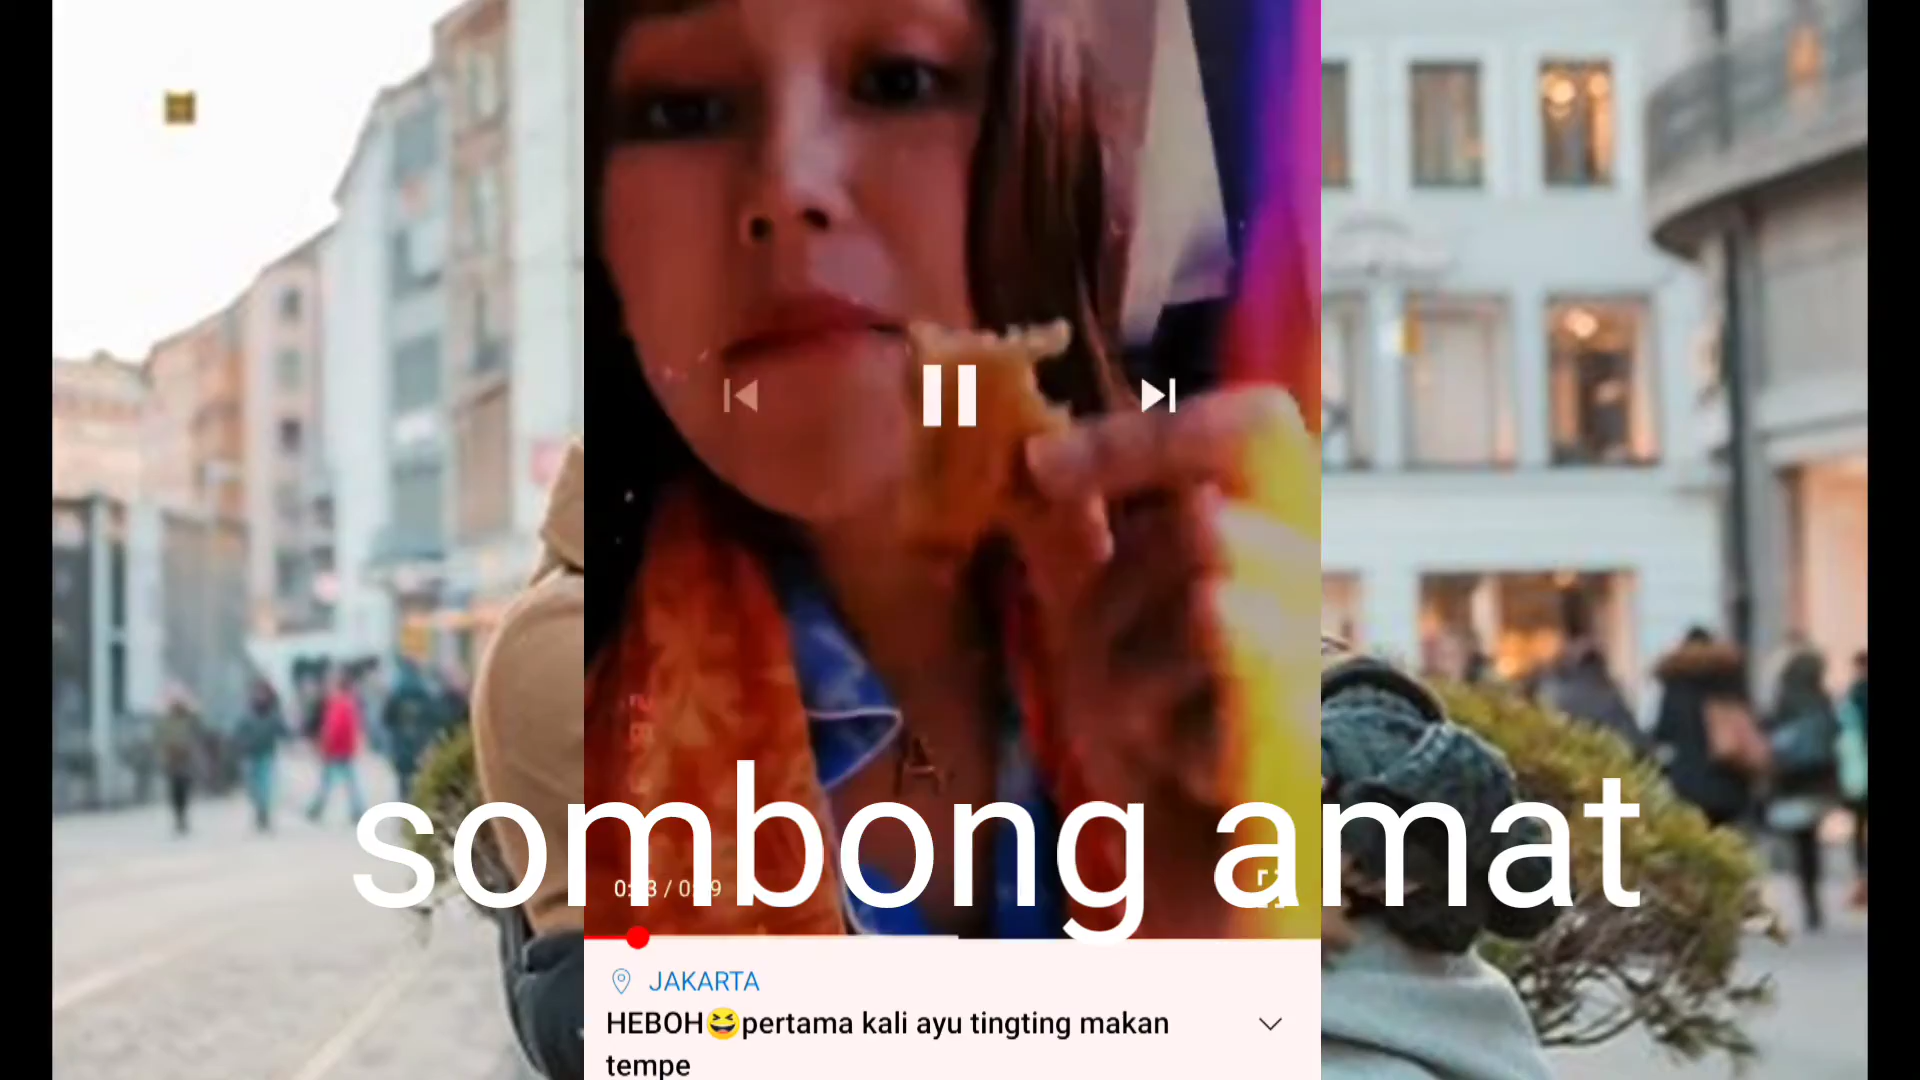 sombong amat
JAKARTA
HEBOH😆pertama kali ayu tingting makan
tempe